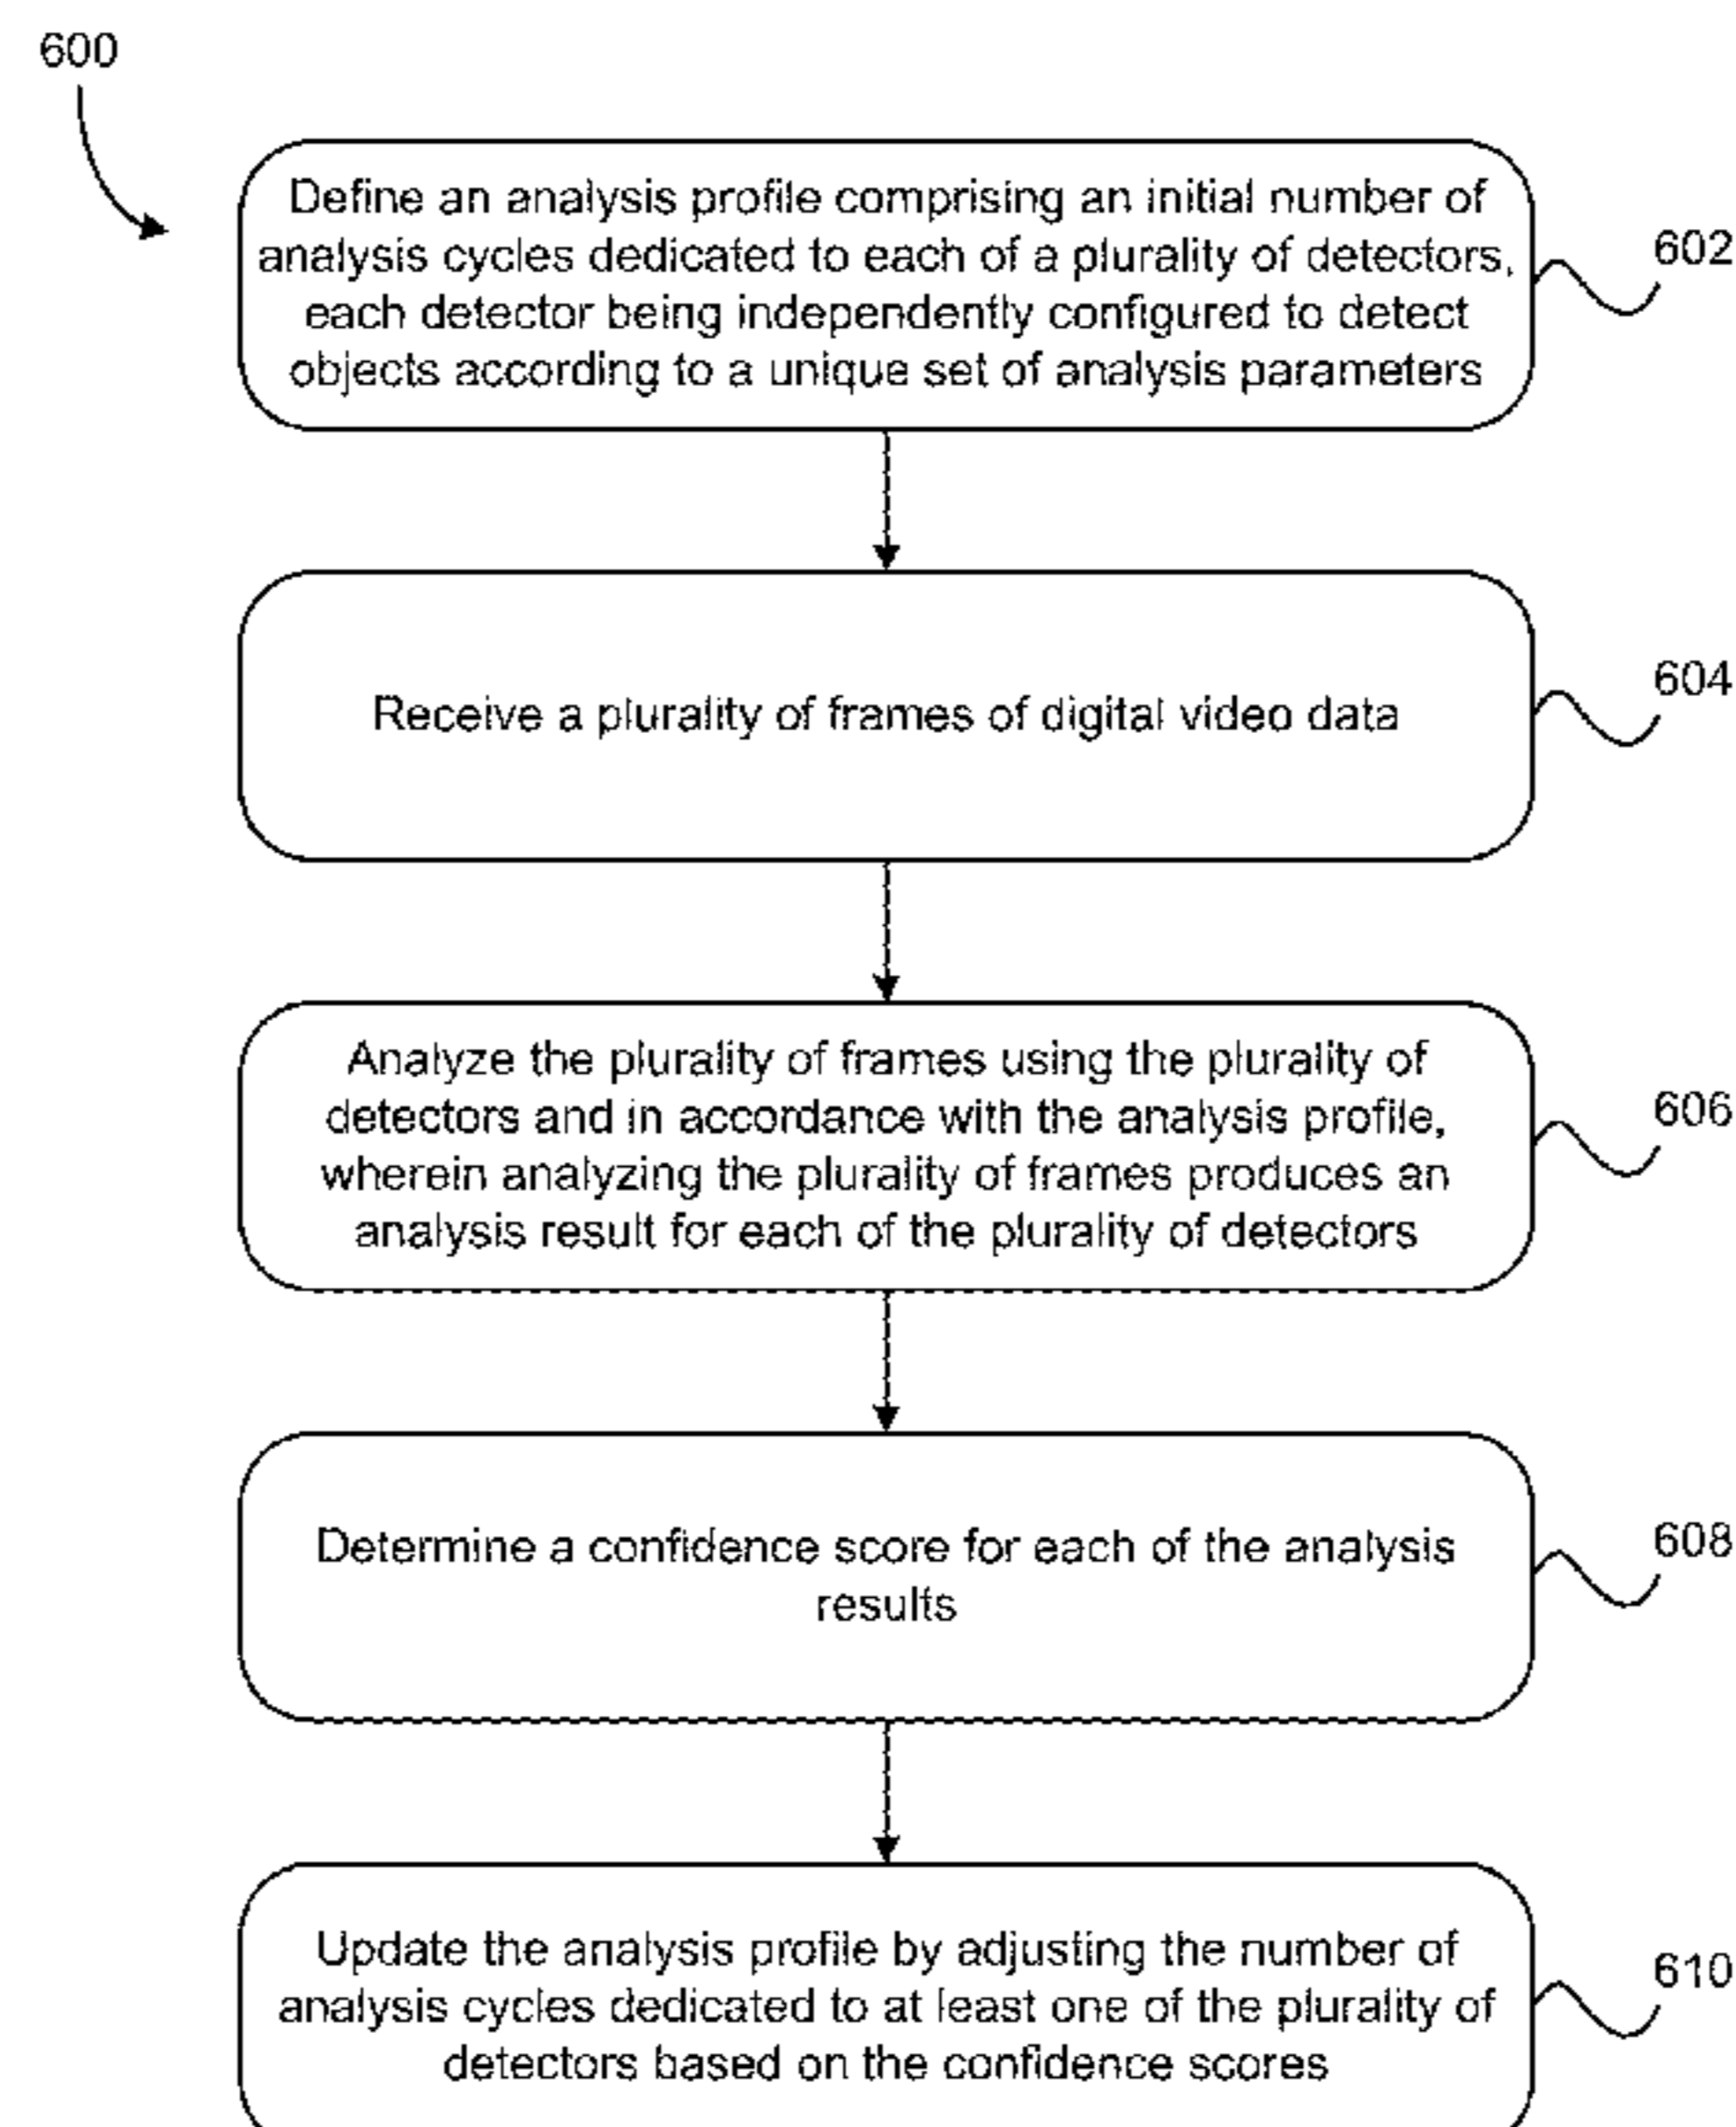 600
Define an analysis profile comprising an initial number of
analysis cycles dedicated to each of a plurality of detectors,
each detector being independently configured to detect
objects according to a unique set of analysis parameters
602
Receive a plurality of frames of digital video data
604
Analyze the plurality of frames using the plurality of
detectors and in accordance with the analysis profile,
wherein analyzing the plurality of frames produces an
analysis result for each of the plurality of detectors
606
Determine a confidence score for each of the analysis
results
608
Update the analysis profile by adjusting the number of
analysis cycles dedicated to at least one of the plurality of
detectors based on the confidence scores
610